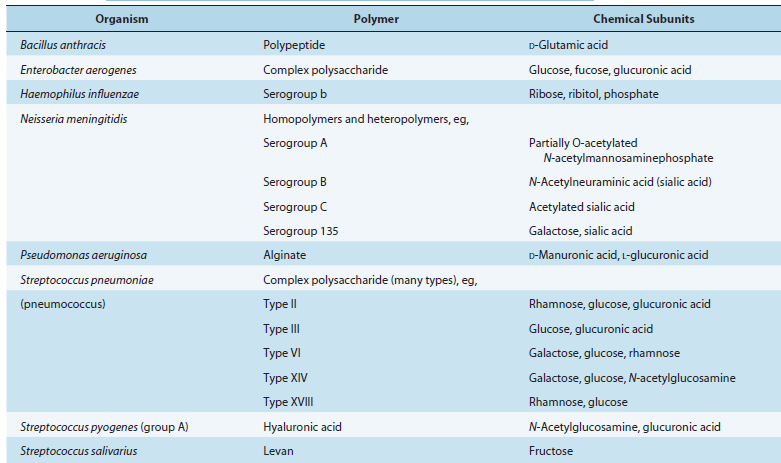 Organism Polymer Chemical Subunits
Bacillus anthracis Polypeptide D-Glutamic acid
Enterobacter aerogenes Complex polysaccharide Glucose, fucose, glucuronic acid
Haemophilus influenzae Serogroup b Ribose, ribitol, phosphate
Neisseria meningitidis Homopolymers and heteropolymers, eg,
Serogroup A Partially O-acetylated
N-acetylmannosaminephosphate
Serogroup B N-Acetylneuraminic acid (sialic acid)
Serogroup C Acetylated sialic acid
Serogroup 135 Galactose, sialic acid
Pseudomonas aeruginosa Alginate D-Manuronic acid, L-glucuronic acid
Streptococcus pneumoniae Complex polysaccharide (many types), eg,
(pneumococcus) Type II Rhamnose, glucose, glucuronic acid
Type III Glucose, glucuronic acid
Type VI Galactose, glucose, rhamnose
Type XIV Galactose, glucose, N-acetylglucosamine
Type XVIII Rhamnose, glucose
Streptococcus pyogenes (group A) Hyaluronic acid N-Acetylglucosamine, glucuronic acid
Streptococcus salivarius Levan Fructose